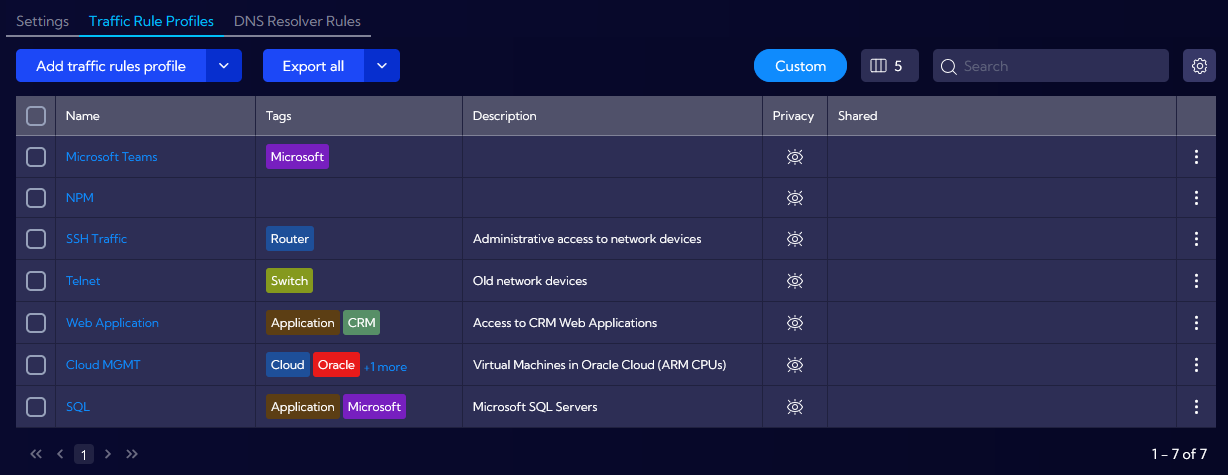 Settings Traffic Rule Profiles DNS Resolver Rules
Add traffic rules profile Export all Custom 5 Search
Name Tags Description Privacy Shared
Microsoft Teams Microsoft
NPM
SSH Traffic Router Administrative access to network devices
Telnet Switch Old network devices
Web Application Application CRM Access to CRM Web Applications
Cloud MGMT Cloud Oracle +1 more Virtual Machines in Oracle Cloud (ARM CPUs)
SQL Application Microsoft Microsoft SQL Servers
1 1 - 7 of 7